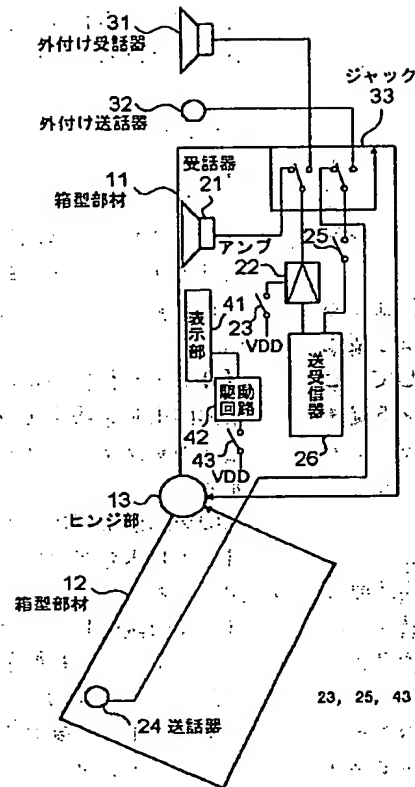 31
外付け受話器
32
外付け送話器
ジャック
33
11
箱型部材
受話器
21
アンプ
22
25
23
VDD
41
表示部
駆動回路
42
43
VDD
送受信器
26
13
ヒンジ部
12
箱型部材
24 送話器
23, 25, 43